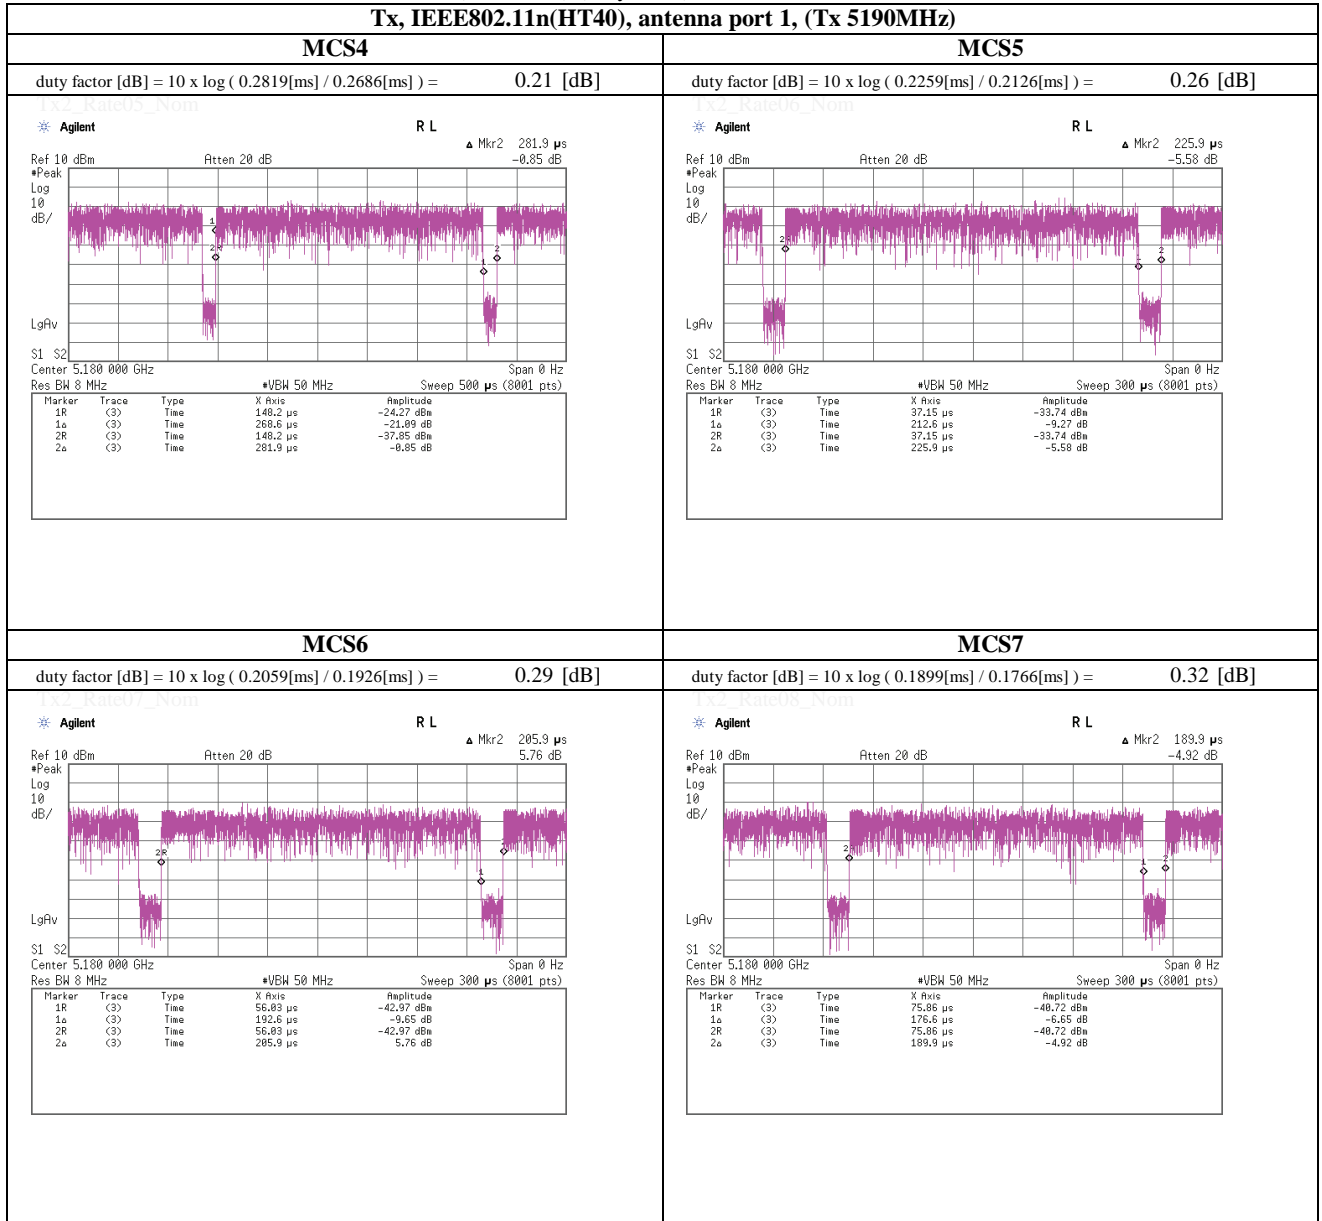 Tx, IEEE802.11n(HT40), antenna port 1, (Tx 5190MHz)
MCS4
duty factor [dB] = 10 x log ( 0.2819[ms] / 0.2686[ms] ) = 0.21 [dB]
Tx2_Rate05_Nom
Agilent R L
Δ Mkr2 281.9 µs
Ref 10 dBm Atten 20 dB -0.85 dB
#Peak
Log
10
dB/
1
2 R
1
2
LgAv
S1 S2
Center 5.180 000 GHz Span 0 Hz
Res BW 8 MHz #VBW 50 MHz Sweep 500 µs (8001 pts)
Marker Trace Type X Axis Amplitude
1R (3) Time 148.2 µs -24.27 dBm
1Δ (3) Time 268.6 µs -21.09 dB
2R (3) Time 148.2 µs -37.85 dBm
2Δ (3) Time 281.9 µs -0.85 dB
MCS5
duty factor [dB] = 10 x log ( 0.2259[ms] / 0.2126[ms] ) = 0.26 [dB]
Tx2_Rate06_Nom
Agilent R L
Δ Mkr2 225.9 µs
Ref 10 dBm Atten 20 dB -5.58 dB
#Peak
Log
10
dB/
2
1
2
LgAv
S1 S2
Center 5.180 000 GHz Span 0 Hz
Res BW 8 MHz #VBW 50 MHz Sweep 300 µs (8001 pts)
Marker Trace Type X Axis Amplitude
1R (3) Time 37.15 µs -33.74 dBm
1Δ (3) Time 212.6 µs -9.27 dB
2R (3) Time 37.15 µs -33.74 dBm
2Δ (3) Time 225.9 µs -5.58 dB
MCS6
duty factor [dB] = 10 x log ( 0.2059[ms] / 0.1926[ms] ) = 0.29 [dB]
Tx2_Rate07_Nom
Agilent R L
Δ Mkr2 205.9 µs
Ref 10 dBm Atten 20 dB 5.76 dB
#Peak
Log
10
dB/
2 R
1
LgAv
S1 S2
Center 5.180 000 GHz Span 0 Hz
Res BW 8 MHz #VBW 50 MHz Sweep 300 µs (8001 pts)
Marker Trace Type X Axis Amplitude
1R (3) Time 56.03 µs -42.97 dBm
1Δ (3) Time 192.6 µs -9.65 dB
2R (3) Time 56.03 µs -42.97 dBm
2Δ (3) Time 205.9 µs 5.76 dB
MCS7
duty factor [dB] = 10 x log ( 0.1899[ms] / 0.1766[ms] ) = 0.32 [dB]
Tx2_Rate08_Nom
Agilent R L
Δ Mkr2 189.9 µs
Ref 10 dBm Atten 20 dB -4.92 dB
#Peak
Log
10
dB/
2
1
2
LgAv
S1 S2
Center 5.180 000 GHz Span 0 Hz
Res BW 8 MHz #VBW 50 MHz Sweep 300 µs (8001 pts)
Marker Trace Type X Axis Amplitude
1R (3) Time 75.86 µs -40.72 dBm
1Δ (3) Time 176.6 µs -6.65 dB
2R (3) Time 75.86 µs -40.72 dBm
2Δ (3) Time 189.9 µs -4.92 dB